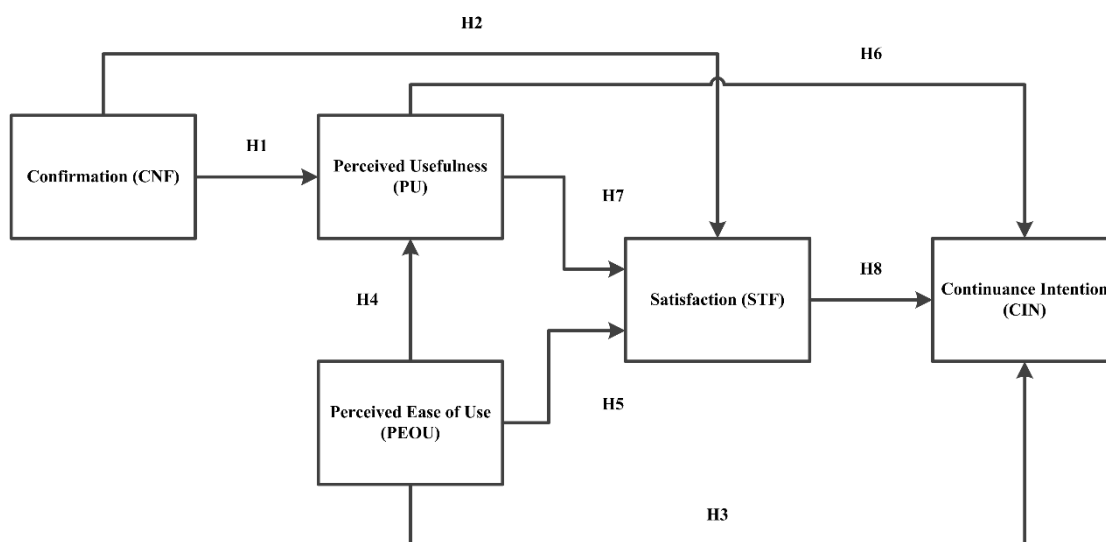 H2
H6
H1
Confirmation (CNF)
Perceived Usefulness
(PU)
H7
H4
Satisfaction (STF)
H8
Continuance Intention
(CIN)
Perceived Ease of Use
(PEOU)
H5
H3